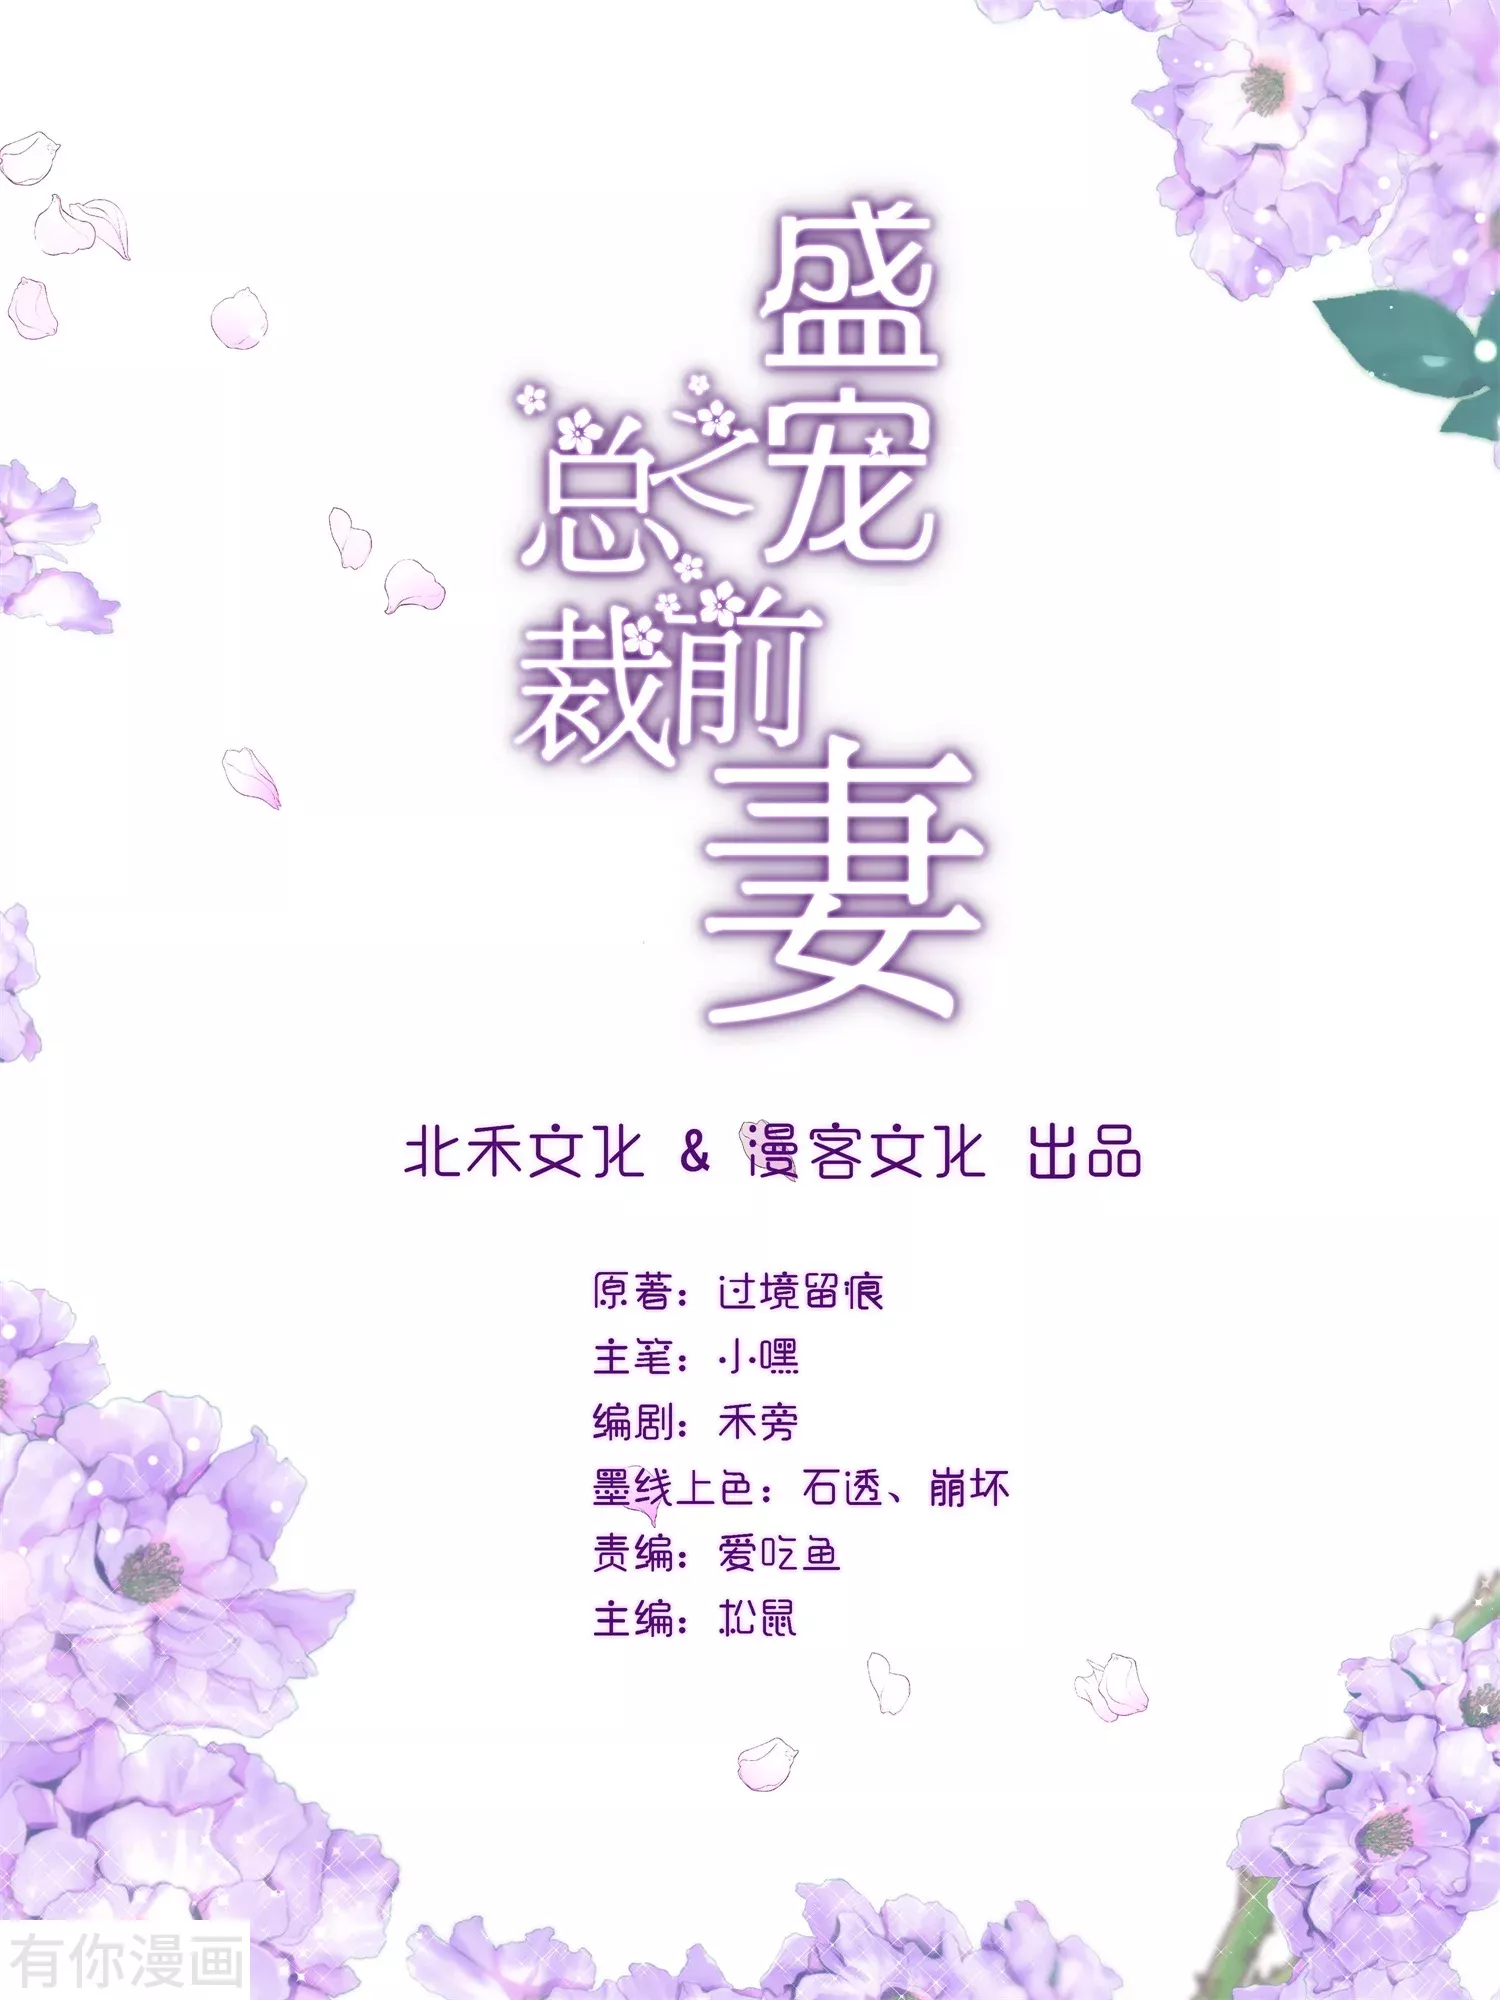 盛宠
之
总裁前
妻
北禾文化 & 漫客文化 出品
原著：过境留痕
主笔：小嘿
编剧：禾旁
墨线上色：石透、崩坏
责编：爱吃鱼
主编：松鼠
有你漫画